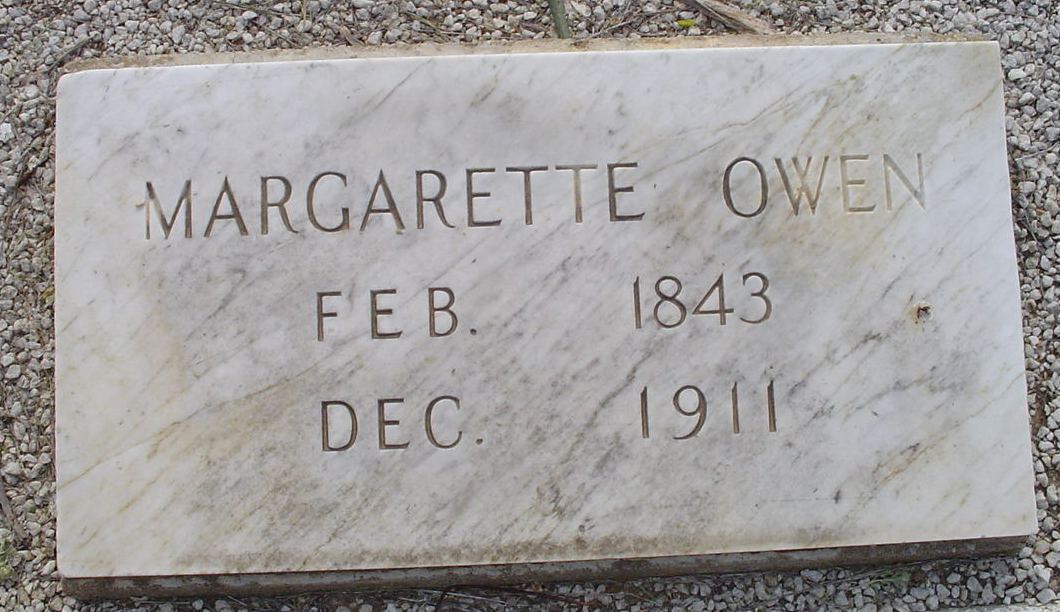 MARGARETTE OWEN
FEB. 1843
DEC. 1911